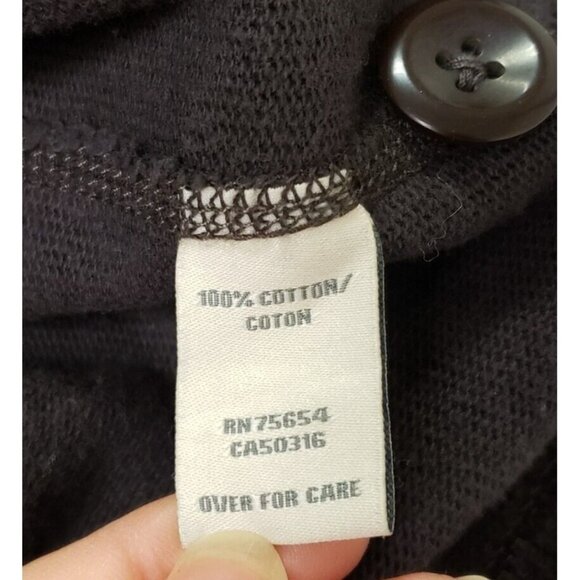 100% COTTON/
COTON
RN75654
CA50316
OVER FOR CARE